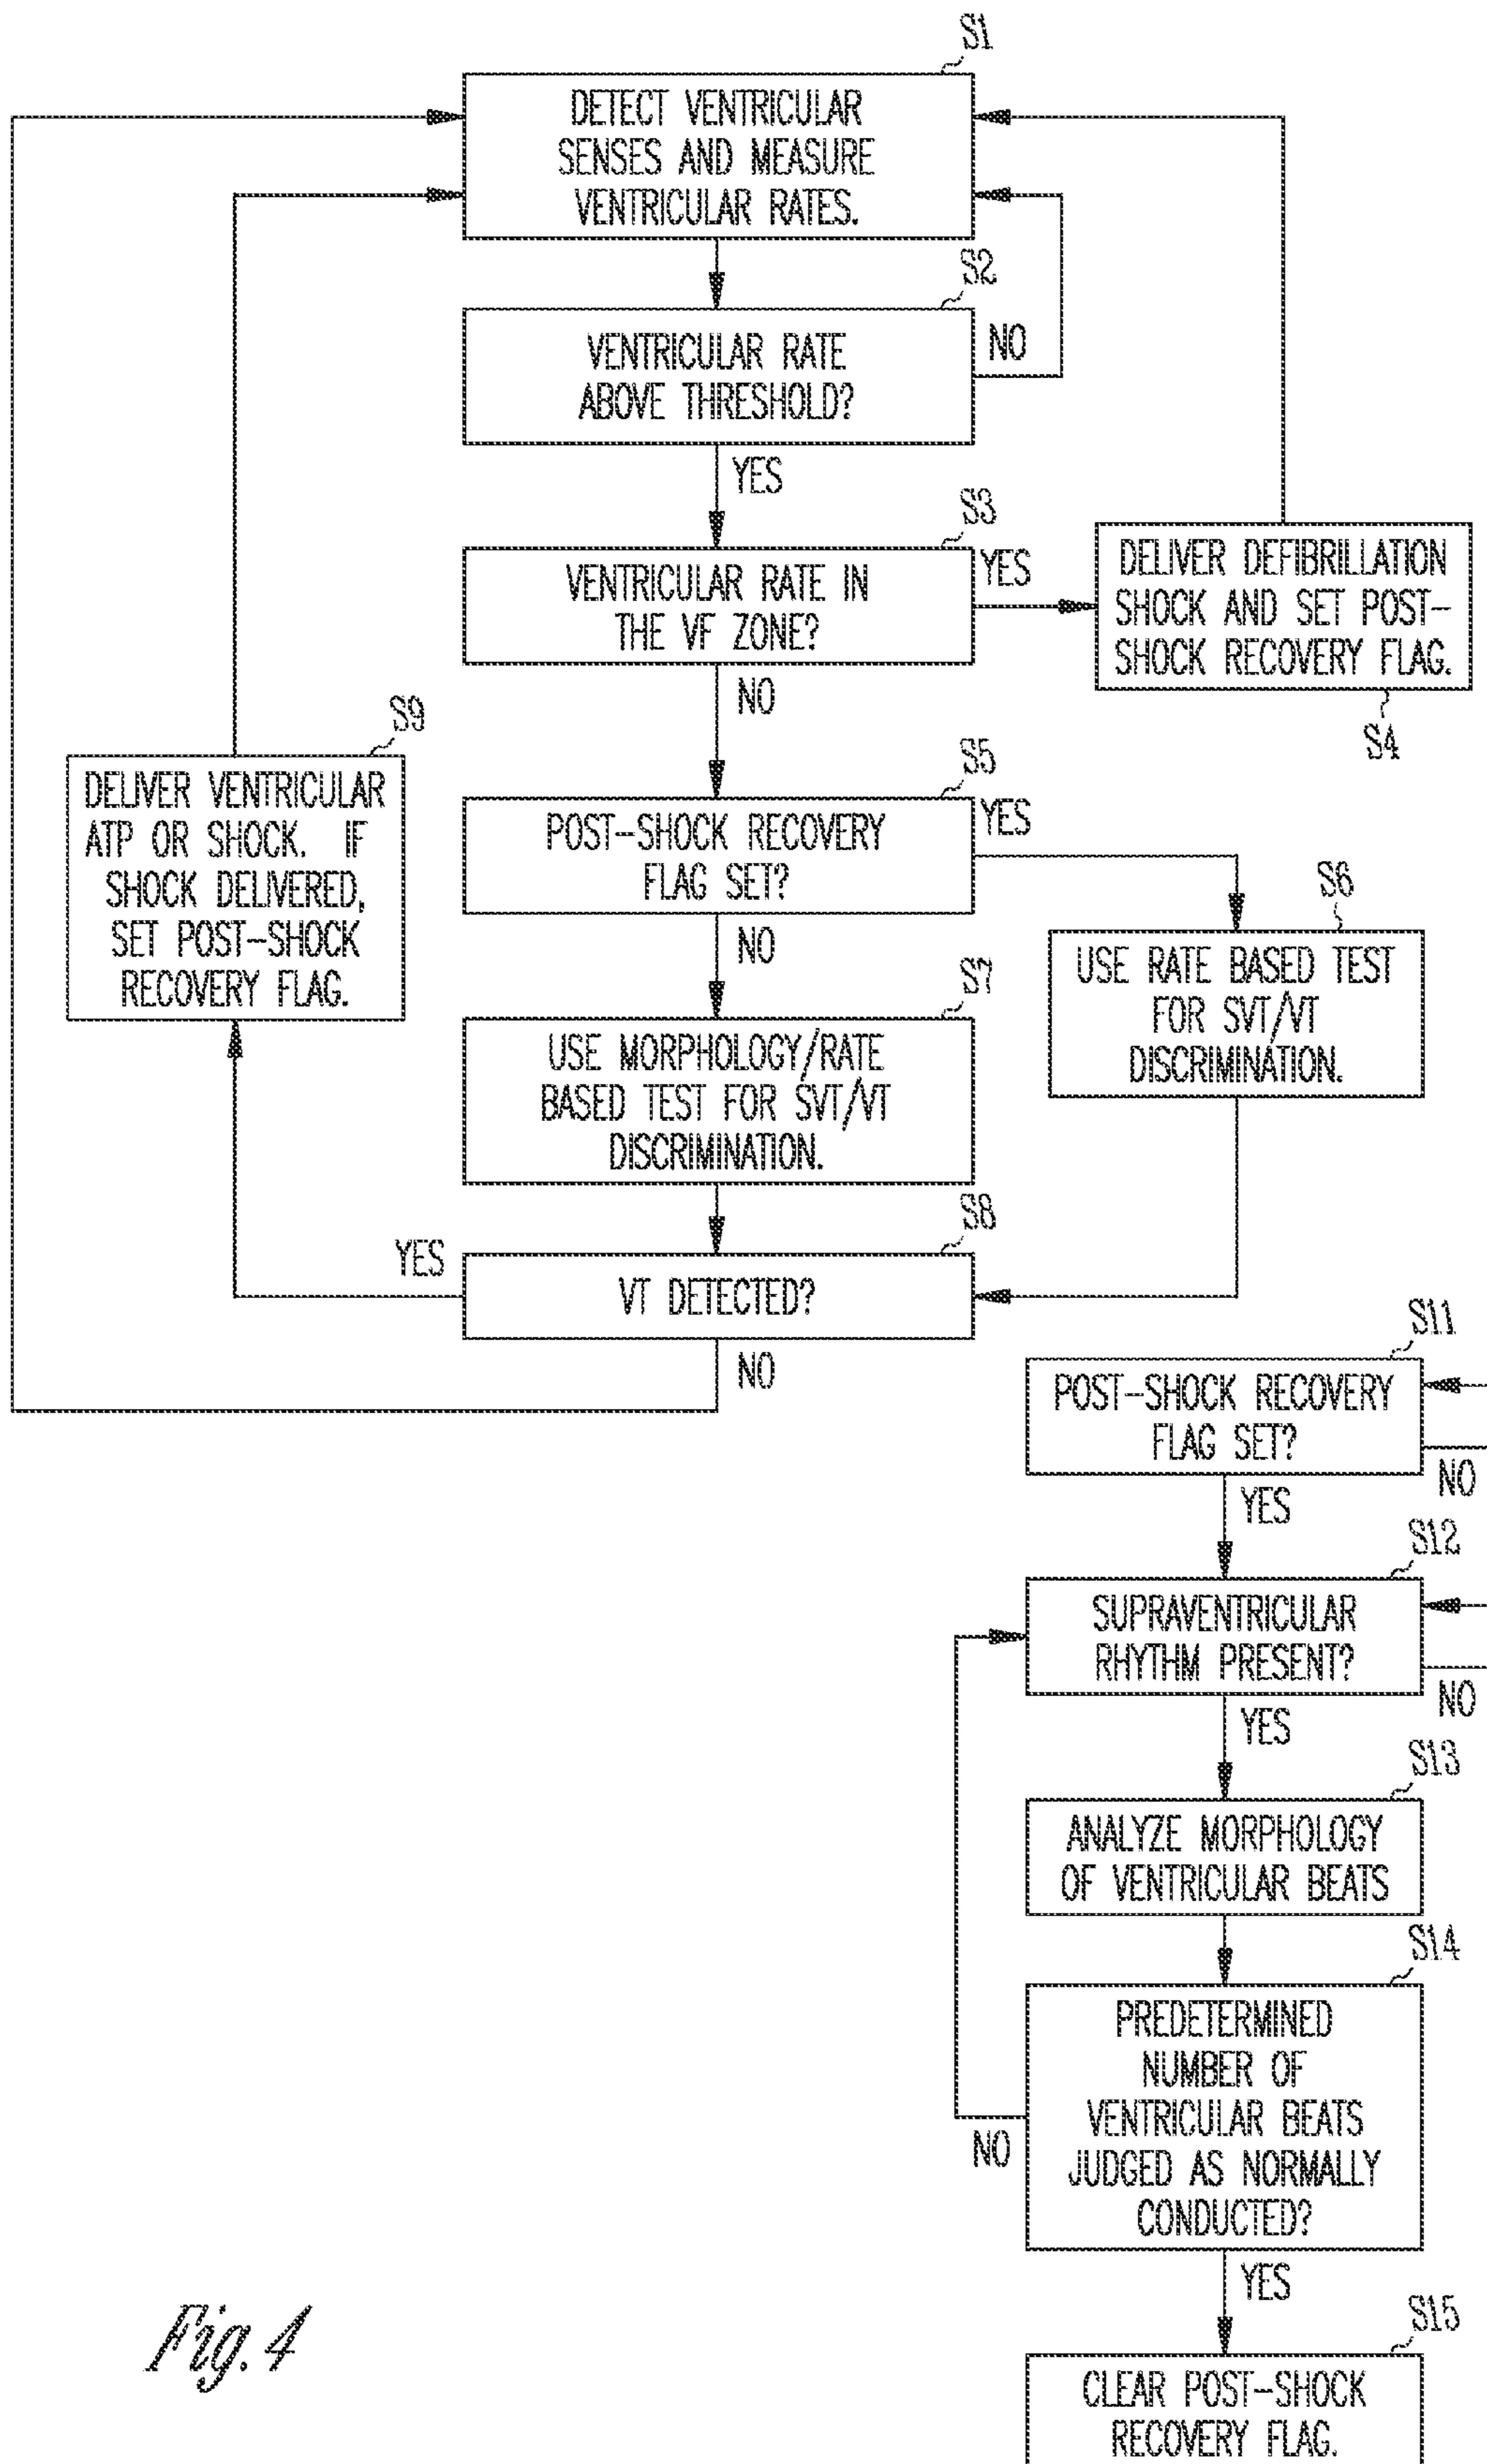 S1
DETECT VENTRICULAR
SENSES AND MEASURE
VENTRICULAR RATES.
S2
VENTRICULAR RATE
ABOVE THRESHOLD?
NO
YES
S3
VENTRICULAR RATE IN
THE VF ZONE?
YES
NO
DELIVER DEFIBRILLATION
SHOCK AND SET POST-
SHOCK RECOVERY FLAG.
S4
S9
DELIVER VENTRICULAR
ATP OR SHOCK. IF
SHOCK DELIVERED,
SET POST-SHOCK
RECOVERY FLAG.
S5
POST-SHOCK RECOVERY
FLAG SET?
YES
NO
S6
USE RATE BASED TEST
FOR SVT/VT
DISCRIMINATION.
S7
USE MORPHOLOGY/RATE
BASED TEST FOR SVT/VT
DISCRIMINATION.
S8
VT DETECTED?
YES
NO
S11
POST-SHOCK RECOVERY
FLAG SET?
NO
YES
S12
SUPRAVENTRICULAR
RHYTHM PRESENT?
NO
YES
S13
ANALYZE MORPHOLOGY
OF VENTRICULAR BEATS
S14
PREDETERMINED
NUMBER OF
VENTRICULAR BEATS
JUDGED AS NORMALLY
CONDUCTED?
NO
YES
S15
CLEAR POST-SHOCK
RECOVERY FLAG.
Fig. 4